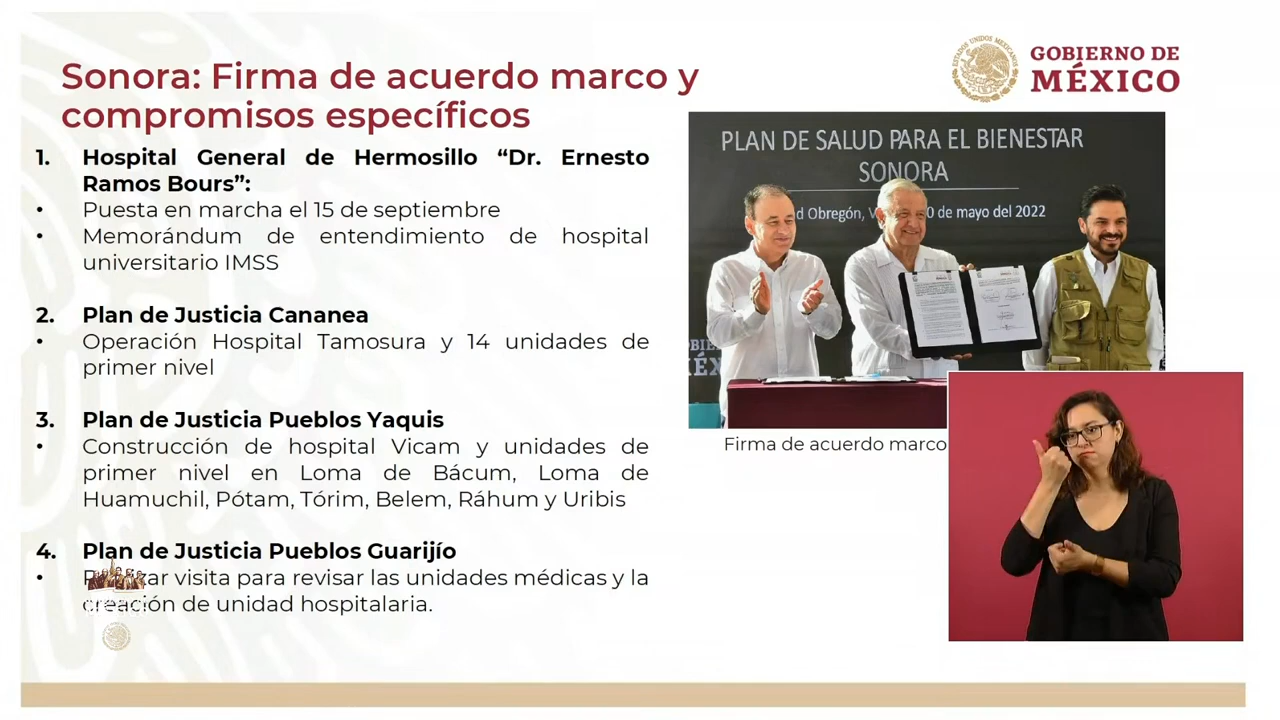 Sonora: Firma de acuerdo marco y
compromisos específicos
GOBIERNO DE
MÉXICO
1. Hospital General de Hermosillo “Dr. Ernesto
Ramos Bours”:
• Puesta en marcha el 15 de septiembre
• Memorándum de entendimiento de hospital
universitario IMSS
2. Plan de Justicia Cananea
• Operación Hospital Tamosura y 14 unidades de
primer nivel
3. Plan de Justicia Pueblos Yaquis
• Construcción de hospital Vicam y unidades de
primer nivel en Loma de Bácum, Loma de
Huamuchil, Pótam, Tórim, Belem, Ráhum y Uribis
4. Plan de Justicia Pueblos Guarijío
• visita para revisar las unidades médicas y la
creación de unidad hospitalaria.
PLAN DE SALUD PARA EL BIENESTAR
SONORA
Obregón, de mayo del 2022
Firma de acuerdo marco